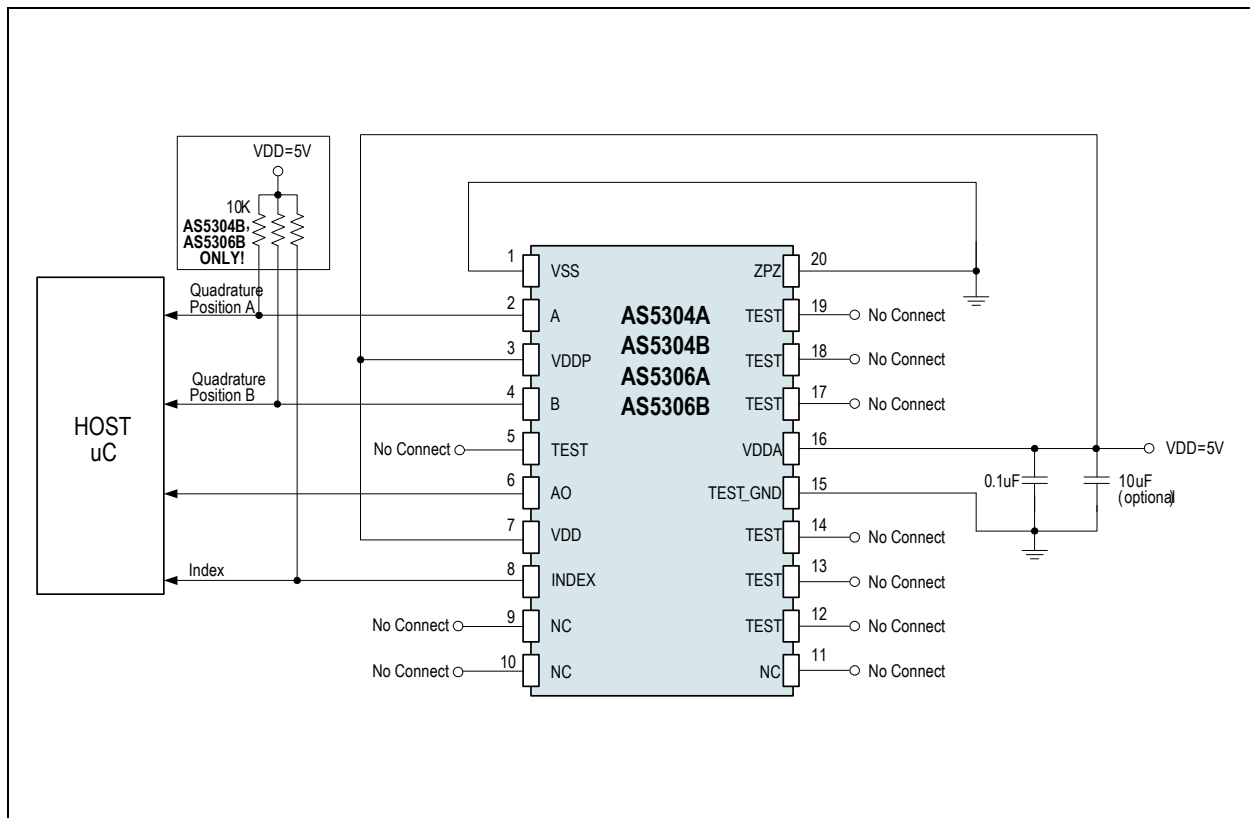 VDD=5V
10K
AS5304B,
AS5306B
ONLY!
HOST
uC
Quadrature
Position A
Quadrature
Position B
Index
No Connect
No Connect
No Connect
1
2
3
4
5
6
7
8
9
10
VSS
A
VDDP
B
TEST
AO
VDD
INDEX
NC
NC
AS5304A
AS5304B
AS5306A
AS5306B
ZPZ
TEST
TEST
TEST
VDDA
TEST_GND
TEST
TEST
TEST
NC
20
19
18
17
16
15
14
13
12
11
No Connect
No Connect
No Connect
VDD=5V
0.1uF
10uF
(optional)
No Connect
No Connect
No Connect
No Connect